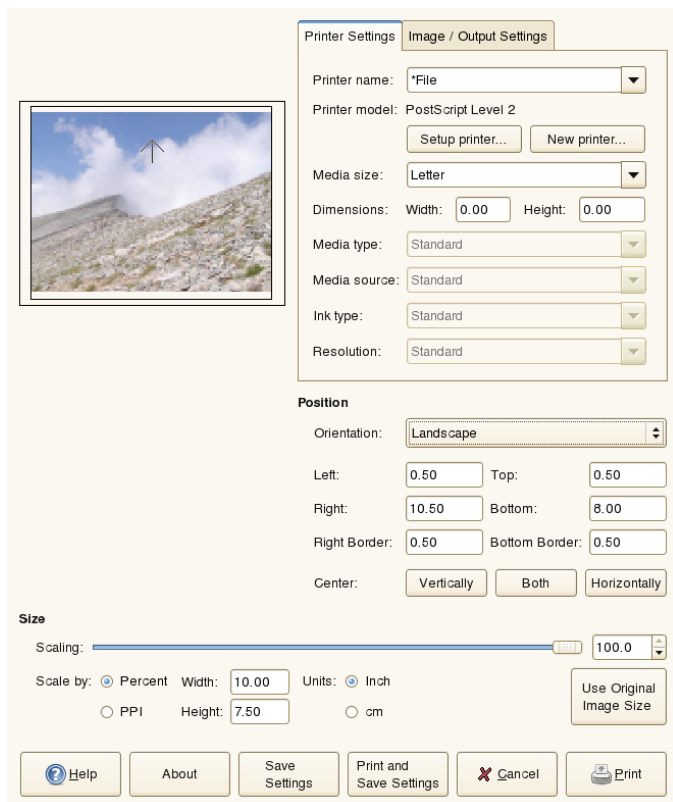 Printer Settings Image / Output Settings
Printer name: *File
Printer model: PostScript Level 2
Setup printer... New printer...
Media size: Letter
Dimensions: Width: 0.00 Height: 0.00
Media type: Standard
Media source: Standard
Ink type: Standard
Resolution: Standard
Position
Orientation: Landscape
Left: 0.50 Top: 0.50
Right: 10.50 Bottom: 8.00
Right Border: 0.50 Bottom Border: 0.50
Center: Vertically Both Horizontally
Size
Scaling: 100.0
Scale by: Percent Width: 10.00 Units: Inch
PPI Height: 7.50 cm
Use Original
Image Size
Help About Save
Settings Print and
Save Settings Cancel Print